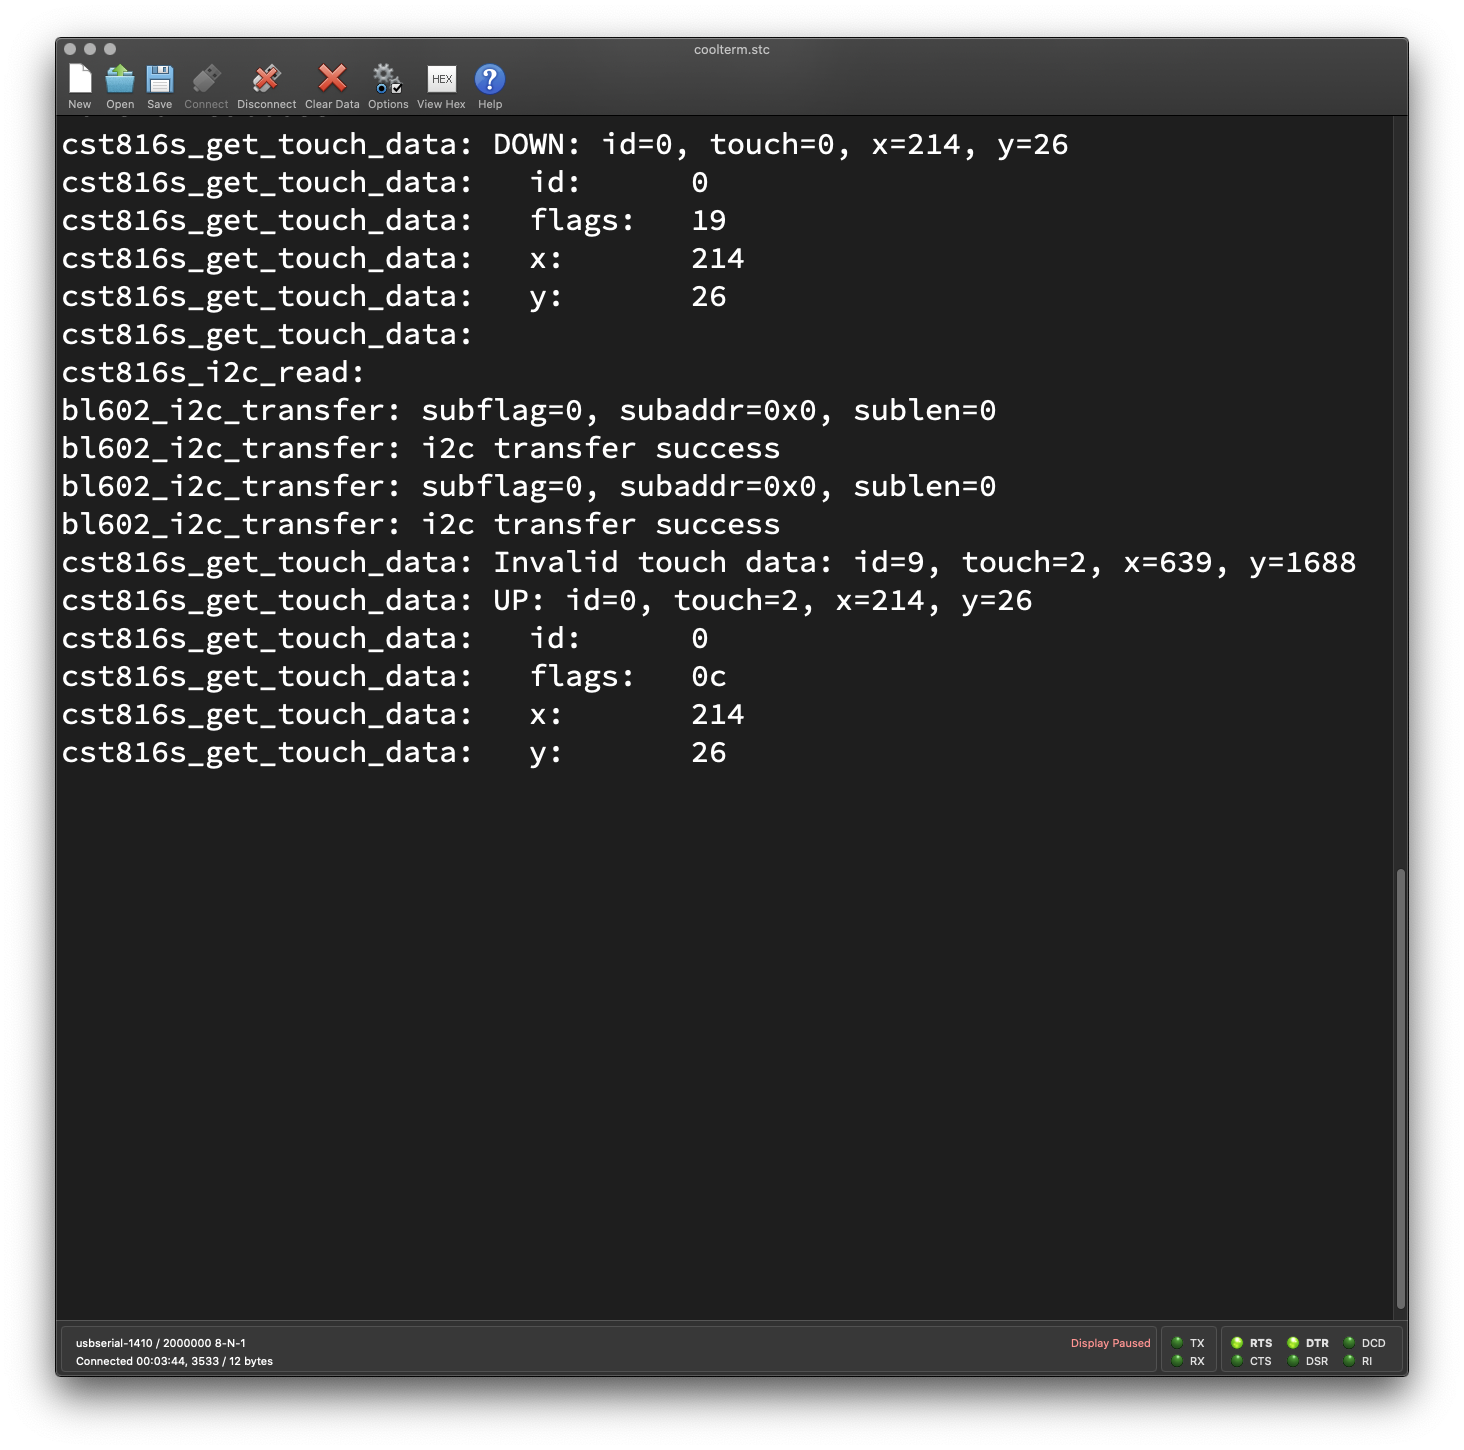 coolterm.stc
New Open Save Connect Disconnect Clear Data Options View Hex Help
HEX
cst816s_get_touch_data: DOWN: id=0, touch=0, x=214, y=26
cst816s_get_touch_data:   id:      0
cst816s_get_touch_data:   flags:   19
cst816s_get_touch_data:   x:       214
cst816s_get_touch_data:   y:       26
cst816s_get_touch_data:
cst816s_i2c_read:
bl602_i2c_transfer: subflag=0, subaddr=0x0, sublen=0
bl602_i2c_transfer: i2c transfer success
bl602_i2c_transfer: subflag=0, subaddr=0x0, sublen=0
bl602_i2c_transfer: i2c transfer success
cst816s_get_touch_data: Invalid touch data: id=9, touch=2, x=639, y=1688
cst816s_get_touch_data: UP: id=0, touch=2, x=214, y=26
cst816s_get_touch_data:   id:      0
cst816s_get_touch_data:   flags:   0c
cst816s_get_touch_data:   x:       214
cst816s_get_touch_data:   y:       26
usbserial-1410 / 2000000 8-N-1 Display Paused TX RTS DTR DCD
Connected 00:03:44, 3533 / 12 bytes RX CTS DSR RI